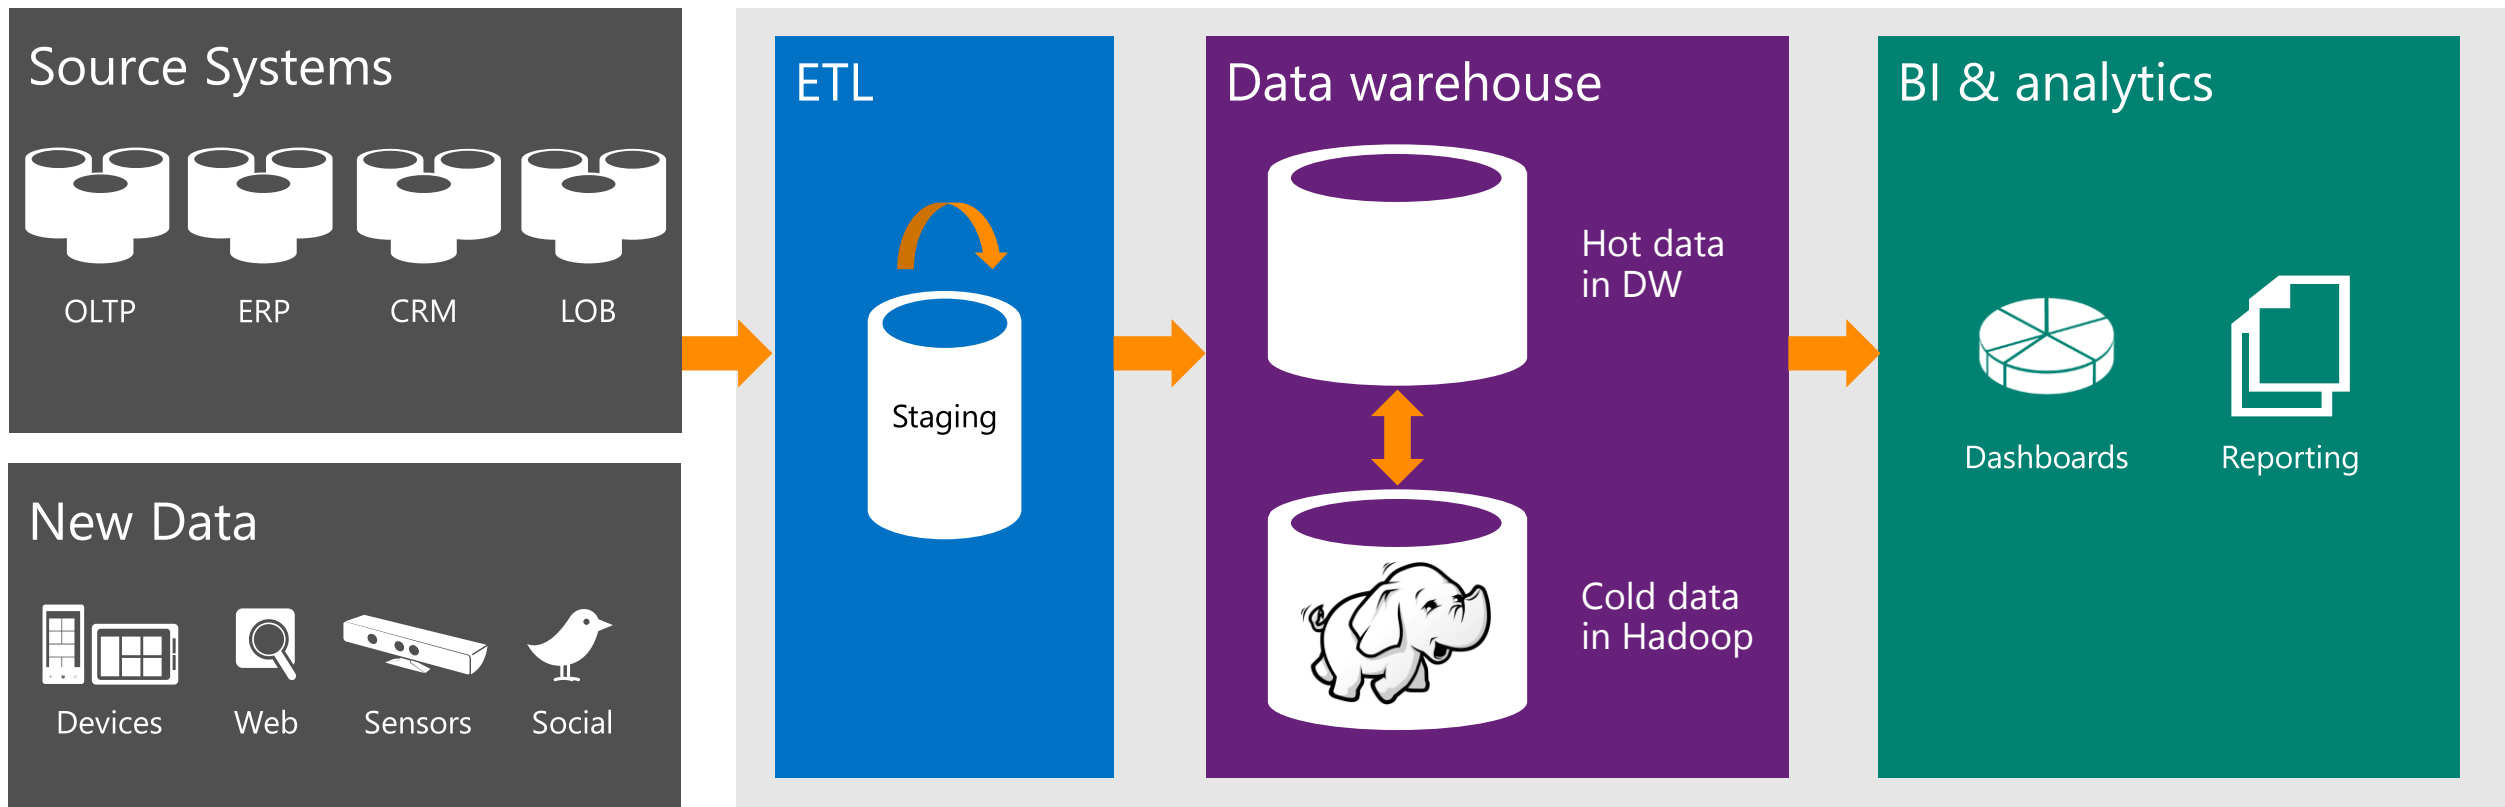 Source Systems
OLTP
ERP
CRM
LOB
New Data
Devices
Web
Sensors
Social
ETL
Staging
Data warehouse
Hot data
in DW
Cold data
in Hadoop
BI & analytics
Dashboards
Reporting